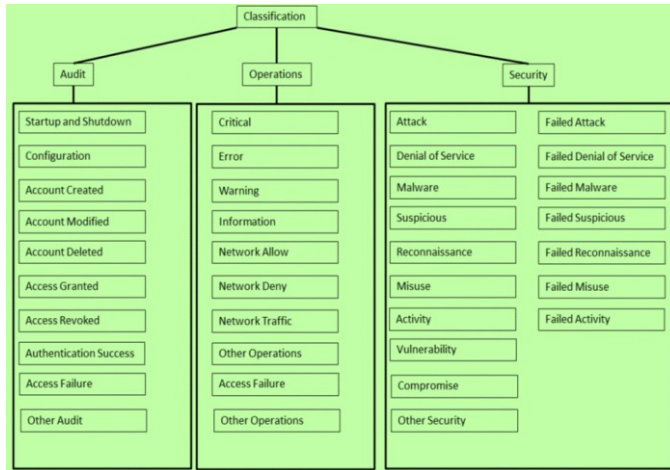 Classification
Audit
Operations
Security
Startup and Shutdown
Configuration
Account Created
Account Modified
Account Deleted
Access Granted
Access Revoked
Authentication Success
Access Failure
Other Audit
Critical
Error
Warning
Information
Network Allow
Network Deny
Network Traffic
Other Operations
Access Failure
Other Operations
Attack
Denial of Service
Malware
Suspicious
Reconnaissance
Misuse
Activity
Vulnerability
Compromise
Other Security
Failed Attack
Failed Denial of Service
Failed Malware
Failed Suspicious
Failed Reconnaissance
Failed Misuse
Failed Activity